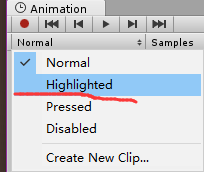 Animation
Normal Samples
Normal
Highlighted
Pressed
Disabled
Create New Clip...